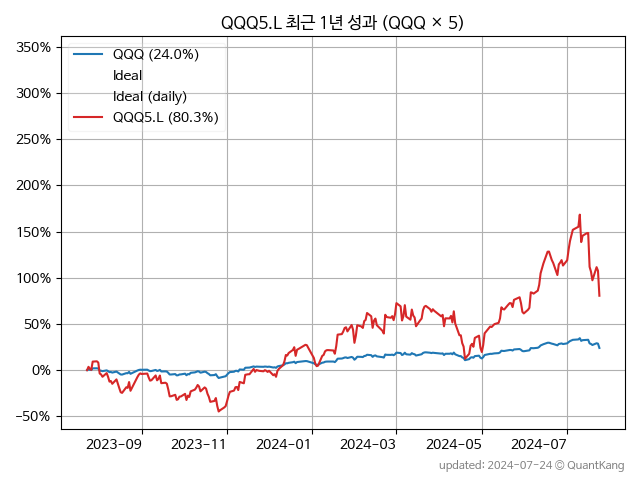 QQQ5.L 최근 1년 성과 (QQQ × 5)
350%
300%
250%
200%
150%
100%
50%
0%
−50%
QQQ (24.0%)
Ideal
Ideal (daily)
QQQ5.L (80.3%)
2023−09
2023−11
2024−01
2024−03
2024−05
2024−07
updated: 2024-07-24 © QuantKang